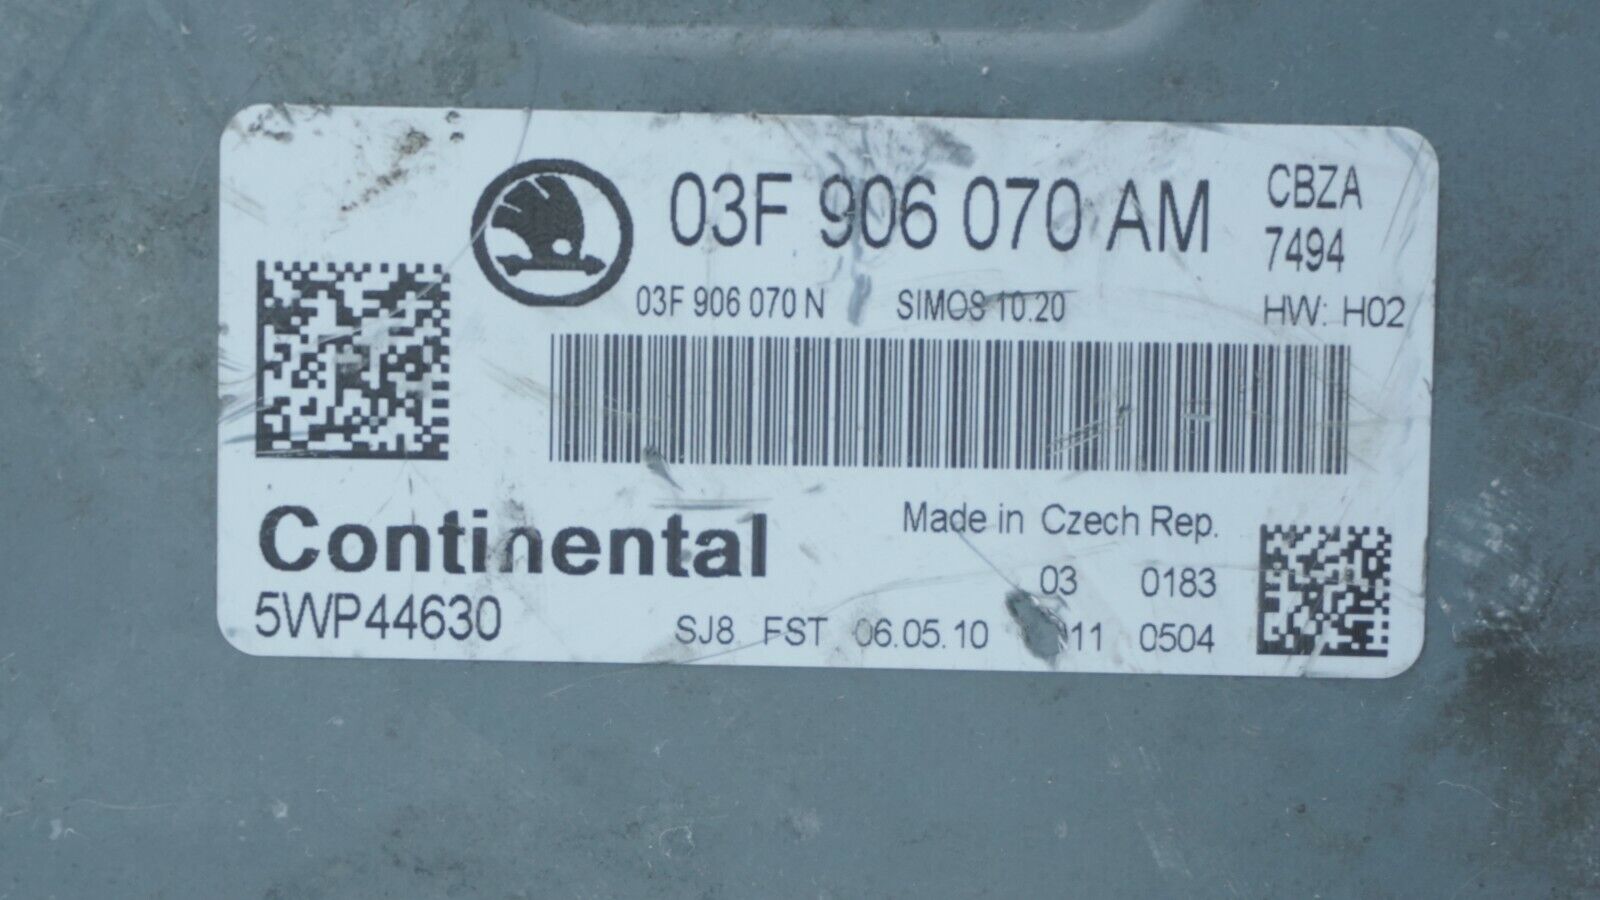 03F 906 070 AM
CBZA
7494
03F 906 070 N SIMOS 10.20
HW: H02
Made in Czech Rep.
Continental
03 0183
5WP44630
SJ8 FST 06.05.10 0504